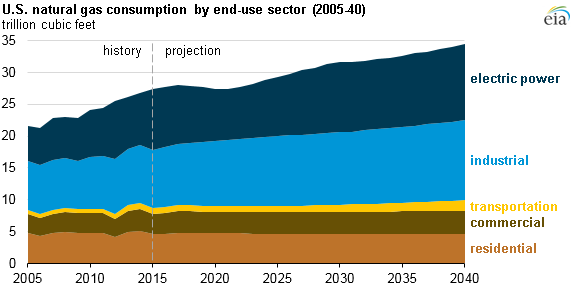 U.S. natural gas consumption by end-use sector (2005-40)
trillion cubic feet
eia
35
30
25
20
15
10
5
0
history
projection
electric power
industrial
transportation
commercial
residential
2005
2010
2015
2020
2025
2030
2035
2040